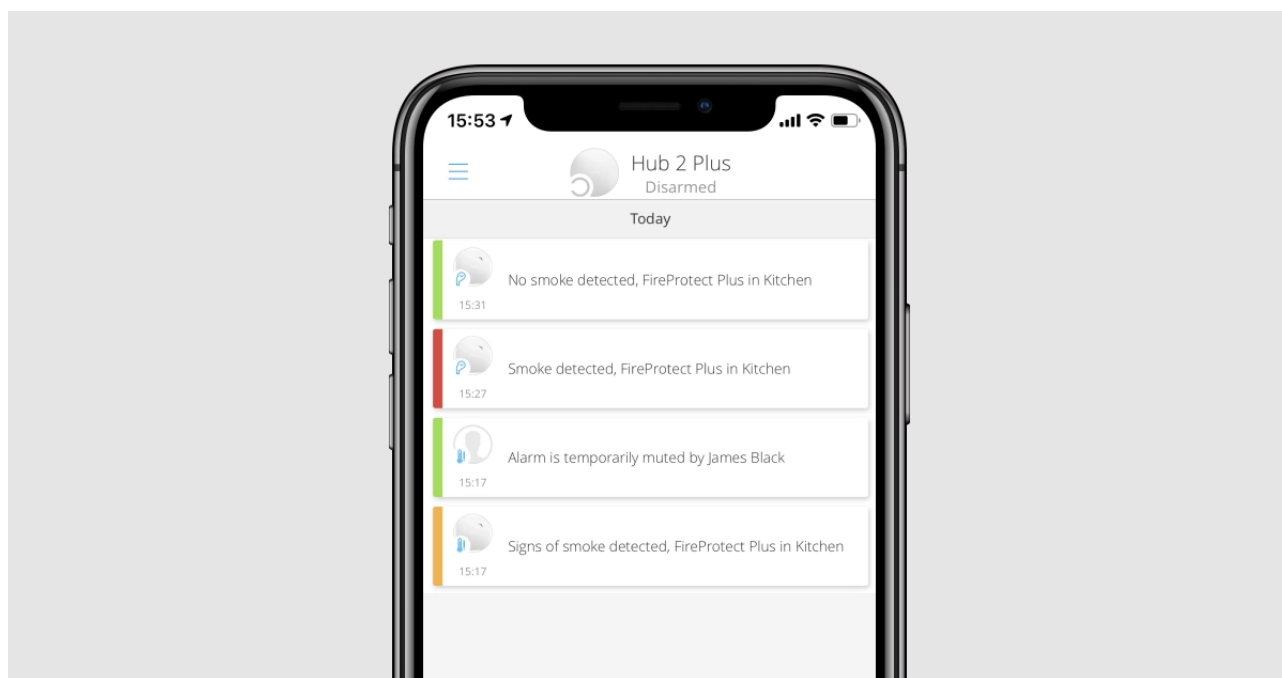 15:53
Hub 2 Plus
Disarmed
Today
No smoke detected, FireProtect Plus in Kitchen
15:31
Smoke detected, FireProtect Plus in Kitchen
15:27
Alarm is temporarily muted by James Black
15:17
Signs of smoke detected, FireProtect Plus in Kitchen
15:17